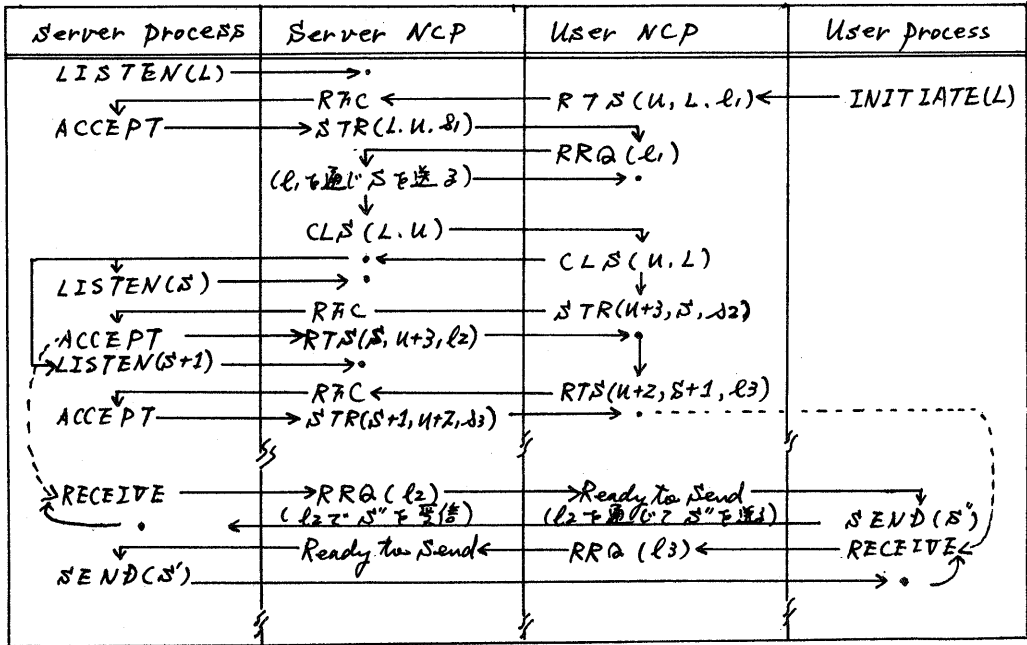 Server process Server NCP User NCP User process
LISTEN(L)
RFC RTS(U, L. l1) INITIATE(L)
ACCEPT STR(L. U. s1)
RRQ(l1)
(l1を通じSを送る)
CLS(L. U)
CLS(U. L)
LISTEN(S)
RFC STR(U+3, S, s2)
ACCEPT RTS(S, U+3, l2)
LISTEN(S+1)
RFC RTS(U+2, S+1, l3)
ACCEPT STR(S+1, U+2, s3)
RECEIVE RRQ(l2) Ready to Send
(l2でS"を受信) (l2を通じてS"を送る) SEND(S")
Ready to Send RRQ(l3) RECEIVE
SEND(S')